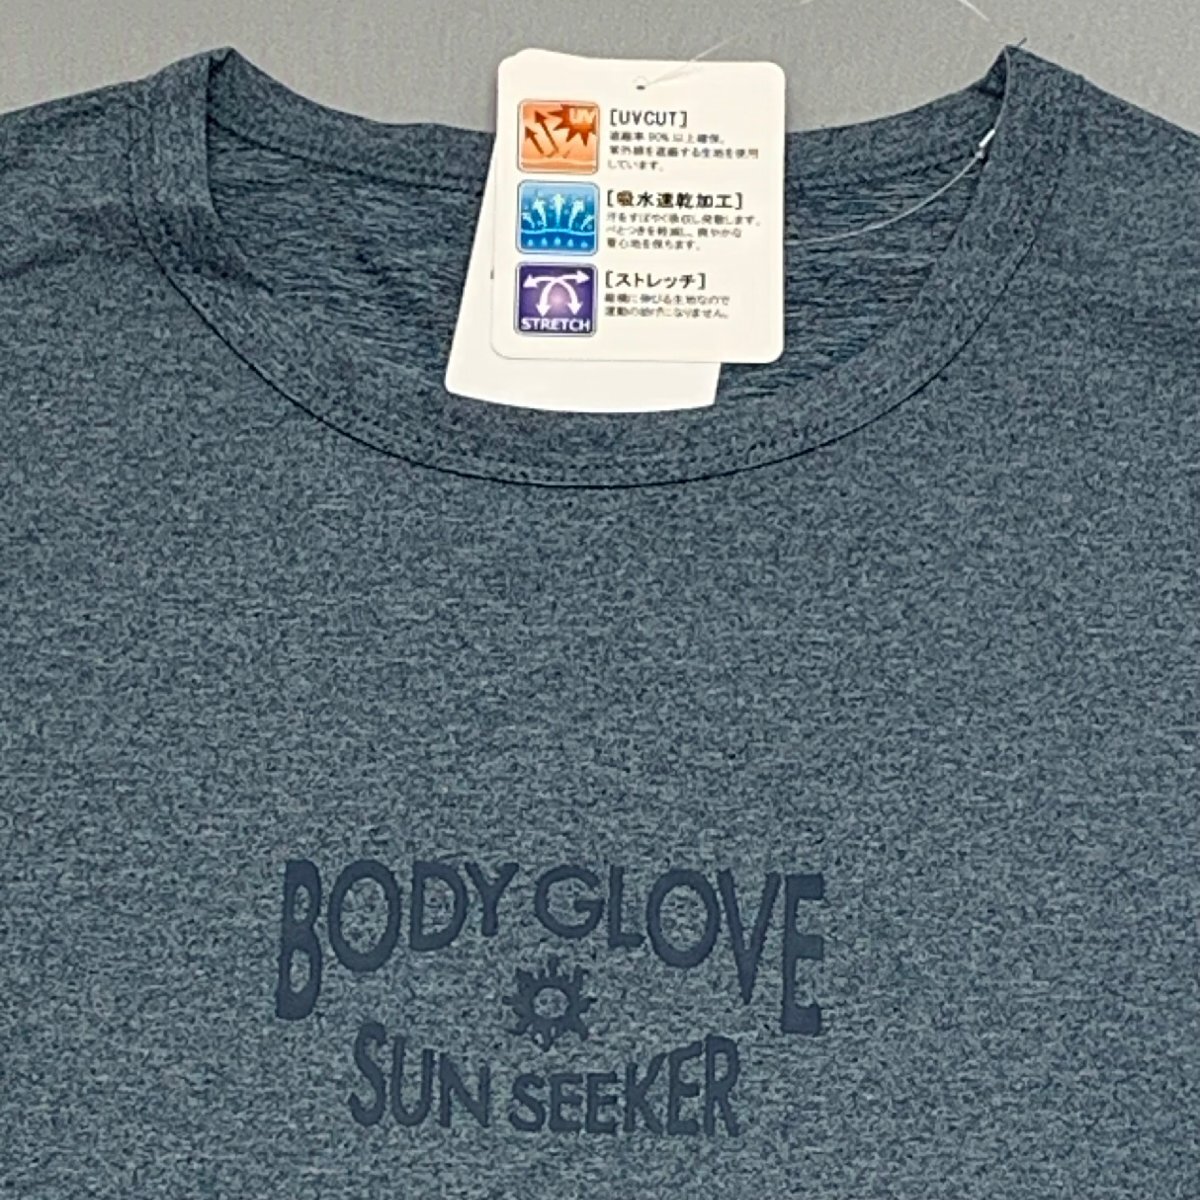 UV
[UVCUT]
遮蔽率90%以上確保。
紫外線を遮蔽する生地を使用
しています。
[吸水速乾加工]
汗をすばやく吸収し発散します。
べとつきを軽減し、爽やかな
着心地を保ちます。
STRETCH
[ストレッチ]
縦横に伸びる生地なので
運動の妨げになりません。
BODY GLOVE
SUN SEEKER